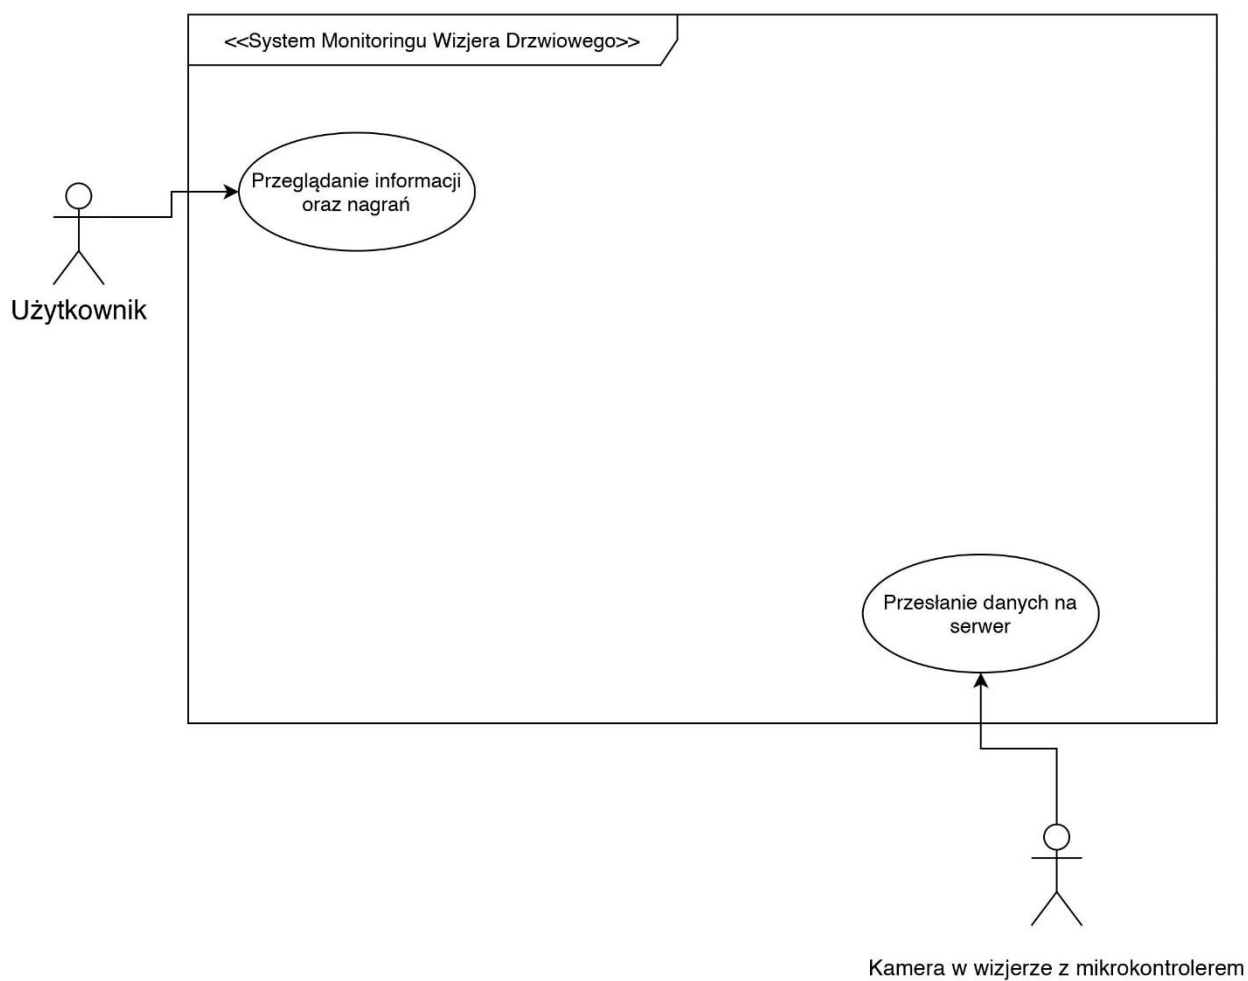 <<System Monitoringu Wizjera Drzwiowego>>
Przeglądanie informacji
oraz nagrań
Użytkownik
Przesłanie danych na
serwer
Kamera w wizjerze z mikrokontrolerem